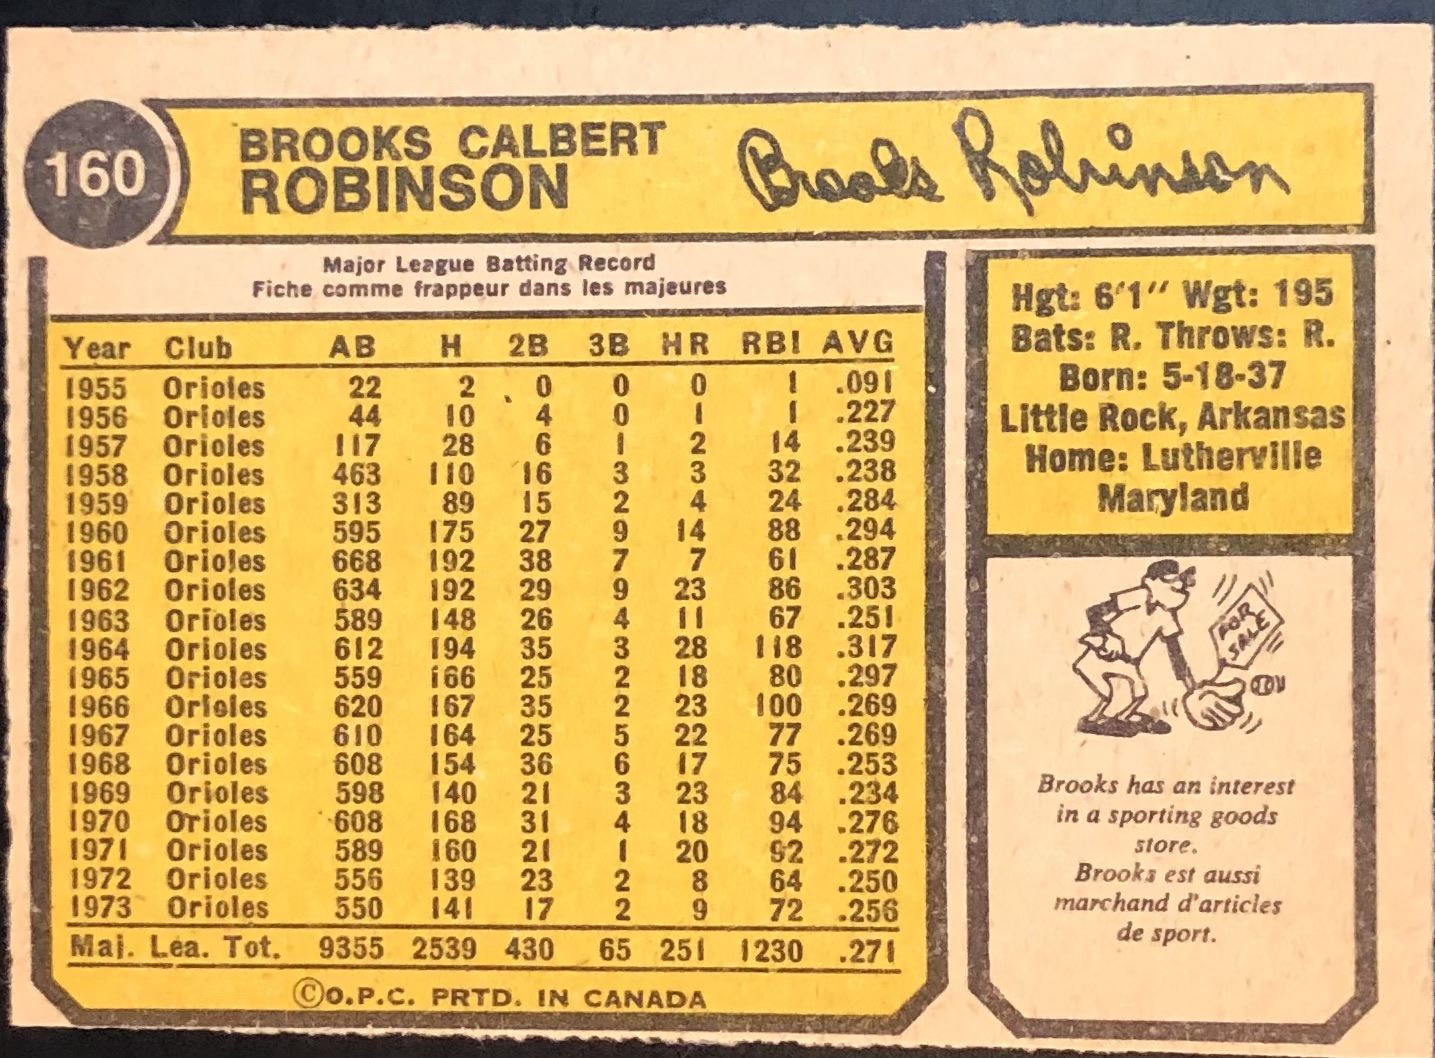 160
BROOKS CALBERT
ROBINSON
Brooks Robinson
Major League Batting Record
Fiche comme frappeur dans les majeures
Year Club AB H 2B 3B HR RBI AVG
1955 Orioles 22 2 0 0 0 1 .091
1956 Orioles 44 10 4 0 1 1 .227
1957 Orioles 117 28 6 1 2 14 .239
1958 Orioles 463 110 16 3 3 32 .238
1959 Orioles 313 89 15 2 4 24 .284
1960 Orioles 595 175 27 9 14 88 .294
1961 Orioles 668 192 38 7 7 61 .287
1962 Orioles 634 192 29 9 23 86 .303
1963 Orioles 589 148 26 4 11 67 .251
1964 Orioles 612 194 35 3 28 118 .317
1965 Orioles 559 166 25 2 18 80 .297
1966 Orioles 620 167 35 2 23 100 .269
1967 Orioles 610 164 25 5 22 77 .269
1968 Orioles 608 154 36 6 17 75 .253
1969 Orioles 598 140 21 3 23 84 .234
1970 Orioles 608 168 31 4 18 94 .276
1971 Orioles 589 160 21 1 20 92 .272
1972 Orioles 556 139 23 2 8 64 .250
1973 Orioles 550 141 17 2 9 72 .256
Maj. Lea. Tot. 9355 2539 430 65 251 1230 .271
©O.P.C. PRTD. IN CANADA
Hgt: 6'1" Wgt: 195
Bats: R. Throws: R.
Born: 5-18-37
Little Rock, Arkansas
Home: Lutherville
Maryland
FOR
SALE
Brooks has an interest
in a sporting goods
store.
Brooks est aussi
marchand d'articles
de sport.